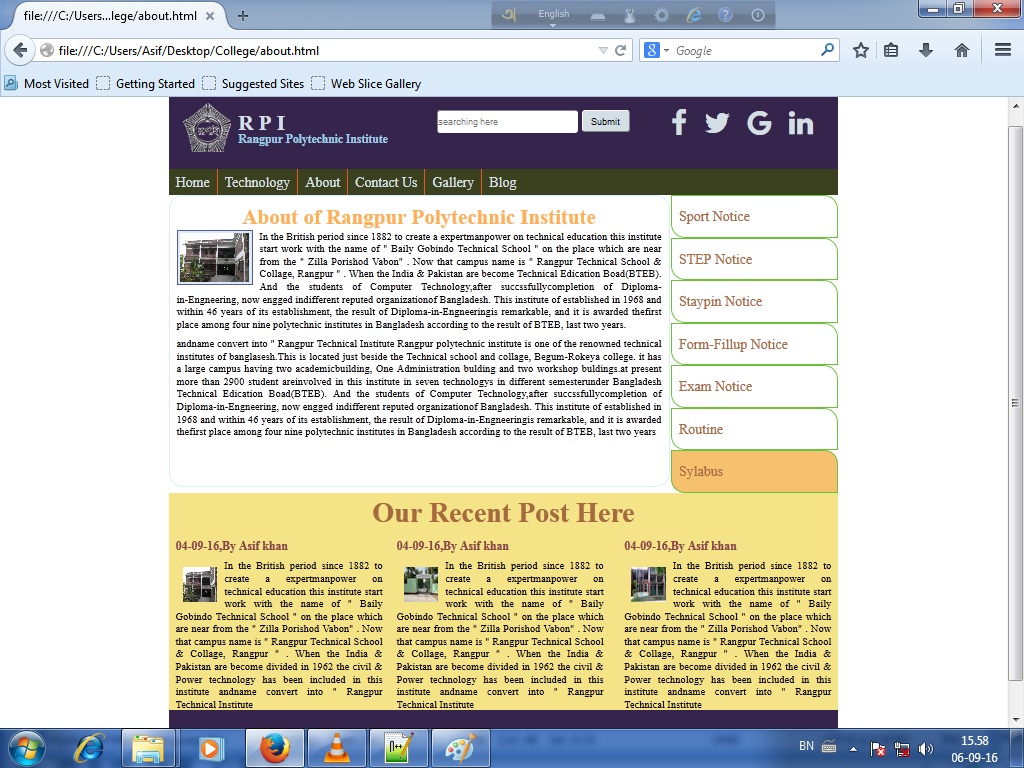 file:///C:/Users...lege/about.html
English
file:///C:/Users/Asif/Desktop/College/about.html
Google
Most Visited Getting Started Suggested Sites Web Slice Gallery
R P I
Rangpur Polytechnic Institute
searching here
Submit
Home Technology About Contact Us Gallery Blog
About of Rangpur Polytechnic Institute
In the British period since 1882 to create a expertmanpower on technical education this institute
start work with the name of " Baily Gobindo Technical School " on the place which are near
from the " Zilla Porishod Vabon" . Now that campus name is " Rangpur Technical School &
Collage, Rangpur " . When the India & Pakistan are become Technical Edication Boad(BTEB).
And the students of Computer Technology,after succssfullycompletion of Diploma-
in-Engneering, now engged indifferent reputed organizationof Bangladesh. This institute of established in 1968 and
within 46 years of its establishment, the result of Diploma-in-Engneeringis remarkable, and it is awarded thefirst
place among four nine polytechnic institutes in Bangladesh according to the result of BTEB, last two years.
andname convert into " Rangpur Technical Institute Rangpur polytechnic institute is one of the renowned technical
institutes of banglasesh.This is located just beside the Technical school and collage, Begum-Rokeya college. it has
a large campus having two academicbuilding, One Administration bulding and two workshop buldings.at present
more than 2900 student areinvolved in this institute in seven technologys in different semesterunder Bangladesh
Technical Edication Boad(BTEB). And the students of Computer Technology,after succssfullycompletion of
Diploma-in-Engneering, now engged indifferent reputed organizationof Bangladesh. This institute of established in
1968 and within 46 years of its establishment, the result of Diploma-in-Engneeringis remarkable, and it is awarded
thefirst place among four nine polytechnic institutes in Bangladesh according to the result of BTEB, last two years
Sport Notice
STEP Notice
Staypin Notice
Form-Fillup Notice
Exam Notice
Routine
Sylabus
Our Recent Post Here
04-09-16,By Asif khan
In the British period since 1882 to
create a expertmanpower on
technical education this institute start
work with the name of " Baily
Gobindo Technical School " on the place which
are near from the " Zilla Porishod Vabon" . Now
that campus name is " Rangpur Technical School
& Collage, Rangpur " . When the India &
Pakistan are become divided in 1962 the civil &
Power technology has been included in this
institute andname convert into " Rangpur
Technical Institute
04-09-16,By Asif khan
In the British period since 1882 to
create a expertmanpower on
technical education this institute start
work with the name of " Baily
Gobindo Technical School " on the place which
are near from the " Zilla Porishod Vabon" . Now
that campus name is " Rangpur Technical School
& Collage, Rangpur " . When the India &
Pakistan are become divided in 1962 the civil &
Power technology has been included in this
institute andname convert into " Rangpur
Technical Institute
04-09-16,By Asif khan
In the British period since 1882 to
create a expertmanpower on
technical education this institute start
work with the name of " Baily
Gobindo Technical School " on the place which
are near from the " Zilla Porishod Vabon" . Now
that campus name is " Rangpur Technical School
& Collage, Rangpur " . When the India &
Pakistan are become divided in 1962 the civil &
Power technology has been included in this
institute andname convert into " Rangpur
Technical Institute
BN
15.58
06-09-16